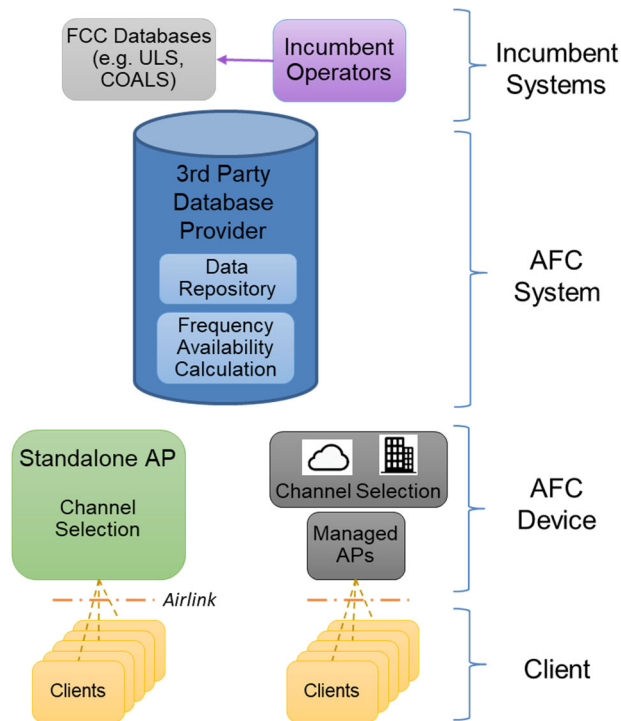 FCC Databases
(e.g. ULS,
COALS)
Incumbent
Operators
Incumbent
Systems
3rd Party
Database
Provider
Data
Repository
Frequency
Availability
Calculation
AFC
System
Standalone AP
Channel
Selection
Channel Selection
Managed
APs
AFC
Device
Airlink
Clients
Clients
Client